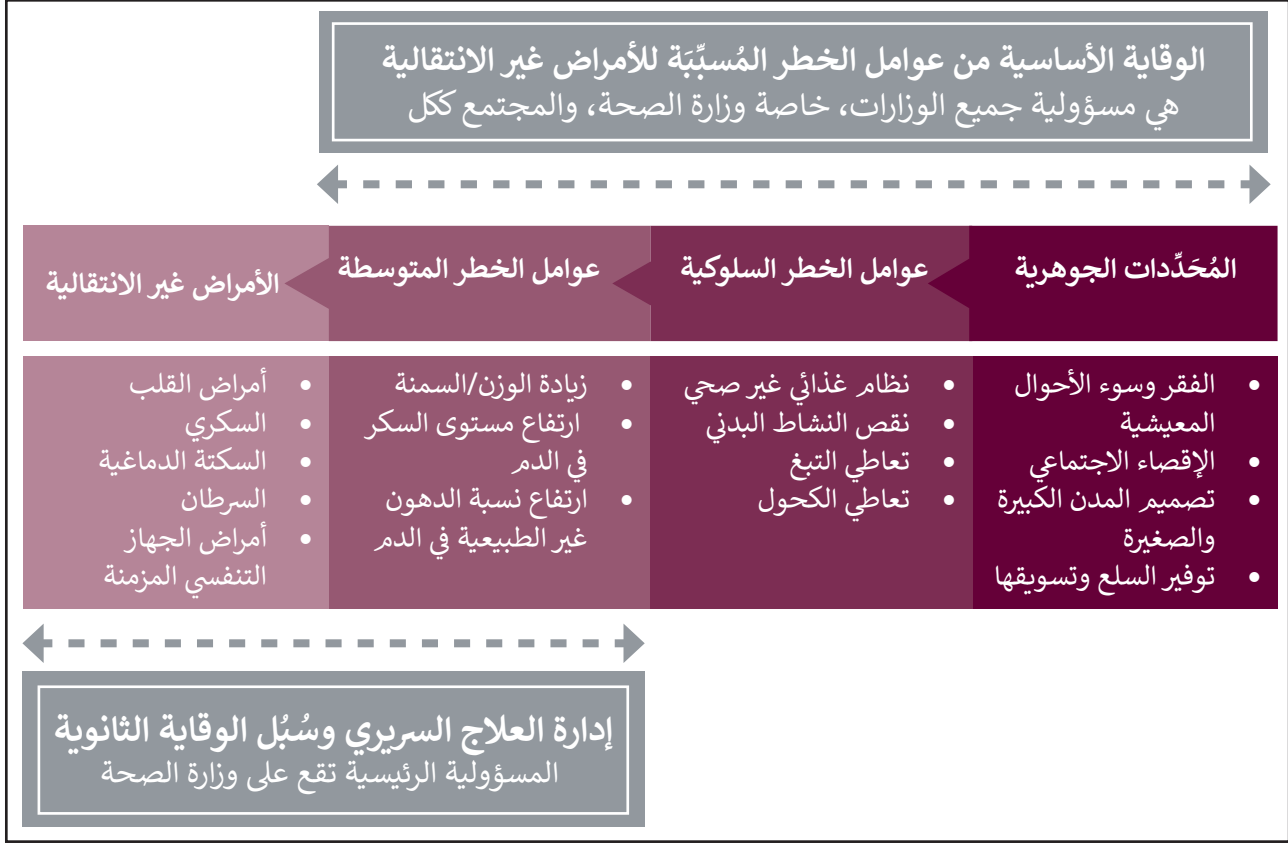 الوقاية الأساسية من عوامل الخطر المُسبِّبَة للأمراض غير الانتقالية
هي مسؤولية جميع الوزارات، خاصة وزارة الصحة، والمجتمع ككل
المُحَدِّدات الجوهرية
عوامل الخطر السلوكية
عوامل الخطر المتوسطة
الأمراض غير الانتقالية
• الفقر وسوء الأحوال
المعيشية
• الإقصاء الاجتماعي
• تصميم المدن الكبيرة
والصغيرة
• توفير السلع وتسويقها
• نظام غذائي غير صحي
• نقص النشاط البدني
• تعاطي التبغ
• تعاطي الكحول
• زيادة الوزن/السمنة
• ارتفاع مستوى السكر
في الدم
• ارتفاع نسبة الدهون
غير الطبيعية في الدم
• أمراض القلب
• السكري
• السكتة الدماغية
• السرطان
• أمراض الجهاز
التنفسي المزمنة
إدارة العلاج السريري وسُبُل الوقاية الثانوية
المسؤولية الرئيسية تقع على وزارة الصحة